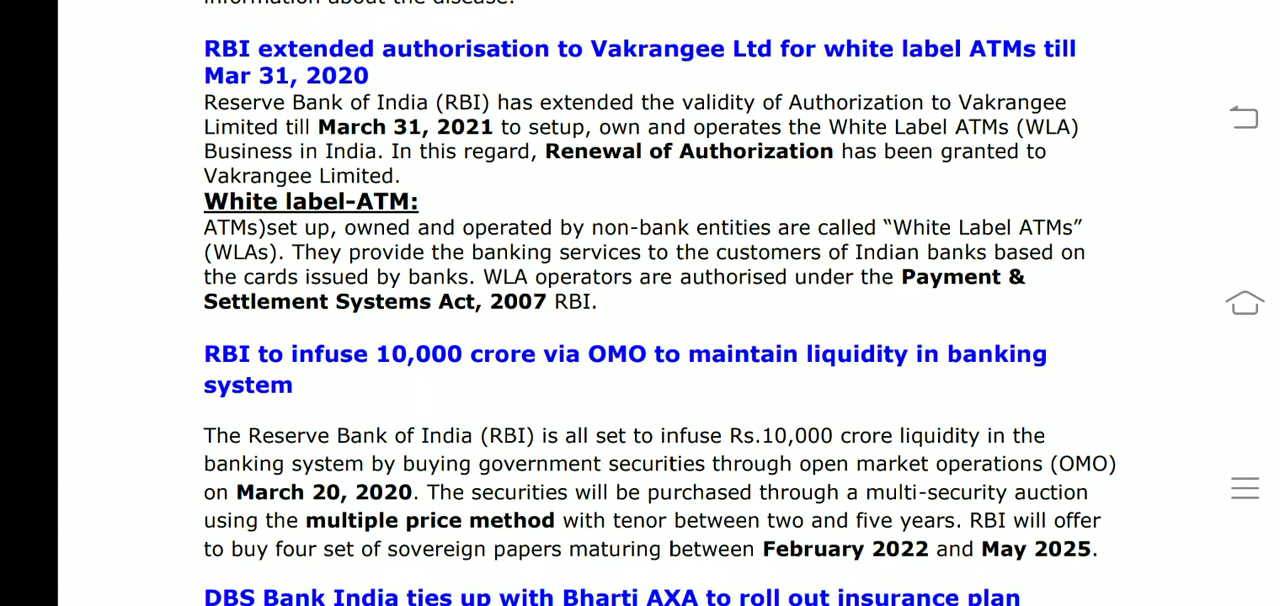 information about the disease.
RBI extended authorisation to Vakrangee Ltd for white label ATMs till
Mar 31, 2020
Reserve Bank of India (RBI) has extended the validity of Authorization to Vakrangee
Limited till March 31, 2021 to setup, own and operates the White Label ATMs (WLA)
Business in India. In this regard, Renewal of Authorization has been granted to
Vakrangee Limited.
White label-ATM:
ATMs)set up, owned and operated by non-bank entities are called “White Label ATMs”
(WLAs). They provide the banking services to the customers of Indian banks based on
the cards issued by banks. WLA operators are authorised under the Payment &
Settlement Systems Act, 2007 RBI.
RBI to infuse 10,000 crore via OMO to maintain liquidity in banking
system
The Reserve Bank of India (RBI) is all set to infuse Rs.10,000 crore liquidity in the
banking system by buying government securities through open market operations (OMO)
on March 20, 2020. The securities will be purchased through a multi-security auction
using the multiple price method with tenor between two and five years. RBI will offer
to buy four set of sovereign papers maturing between February 2022 and May 2025.
DBS Bank India ties up with Bharti AXA to roll out insurance plan